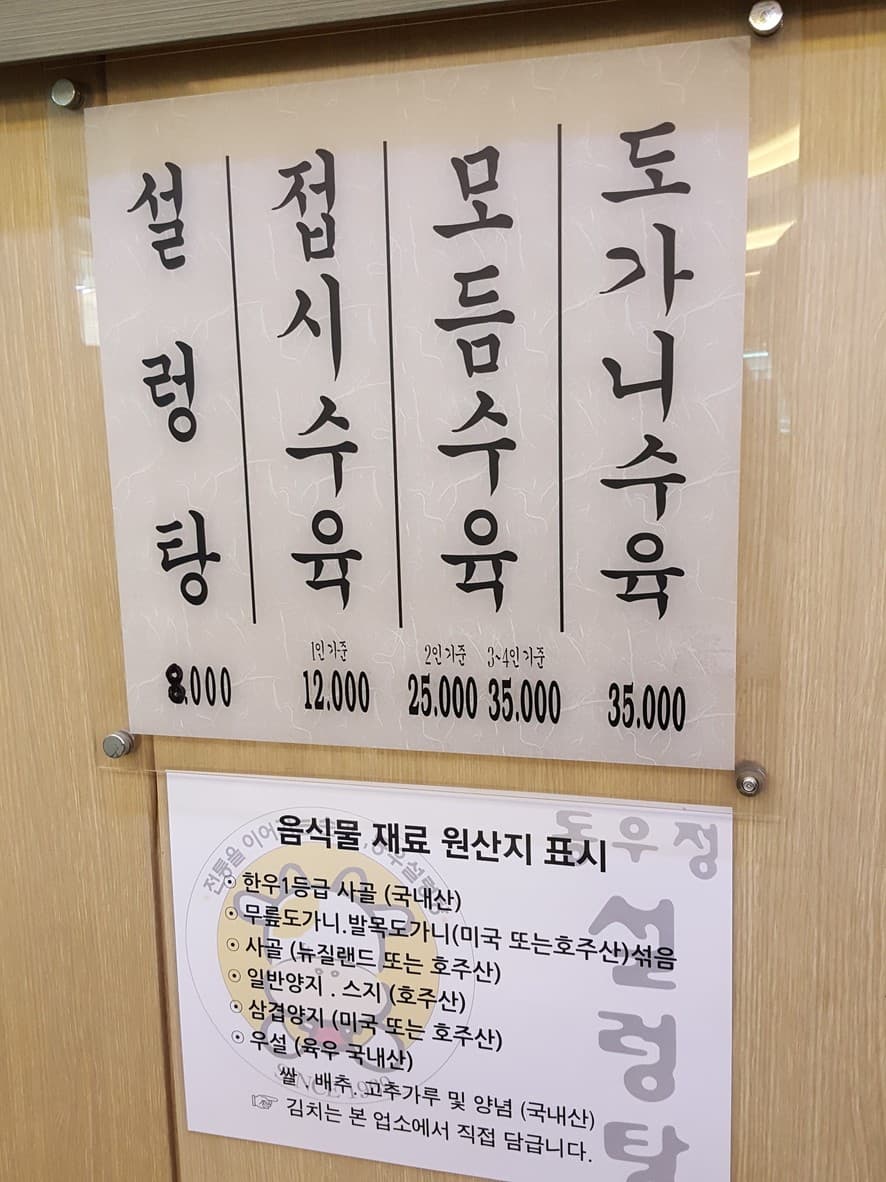 설렁탕
8.000
접시수육
1인기준
12.000
모듬수육
2인기준 3~4인기준
25.000 35.000
도가니수육
35.000
음식물 재료 원산지 표시
⊙ 한우1등급 사골 (국내산)
⊙ 무릎도가니.발목도가니(미국 또는호주산)섞음
⊙ 사골 (뉴질랜드 또는 호주산)
⊙ 일반양지 . 스지 (호주산)
⊙ 삼겹양지 (미국 또는 호주산)
⊙ 우설 (육우 국내산)
쌀 . 배추. 고추가루 및 양념 (국내산)
☞ 김치는 본 업소에서 직접 담급니다.
동우정
설렁탕
전통을 이어
SINCE